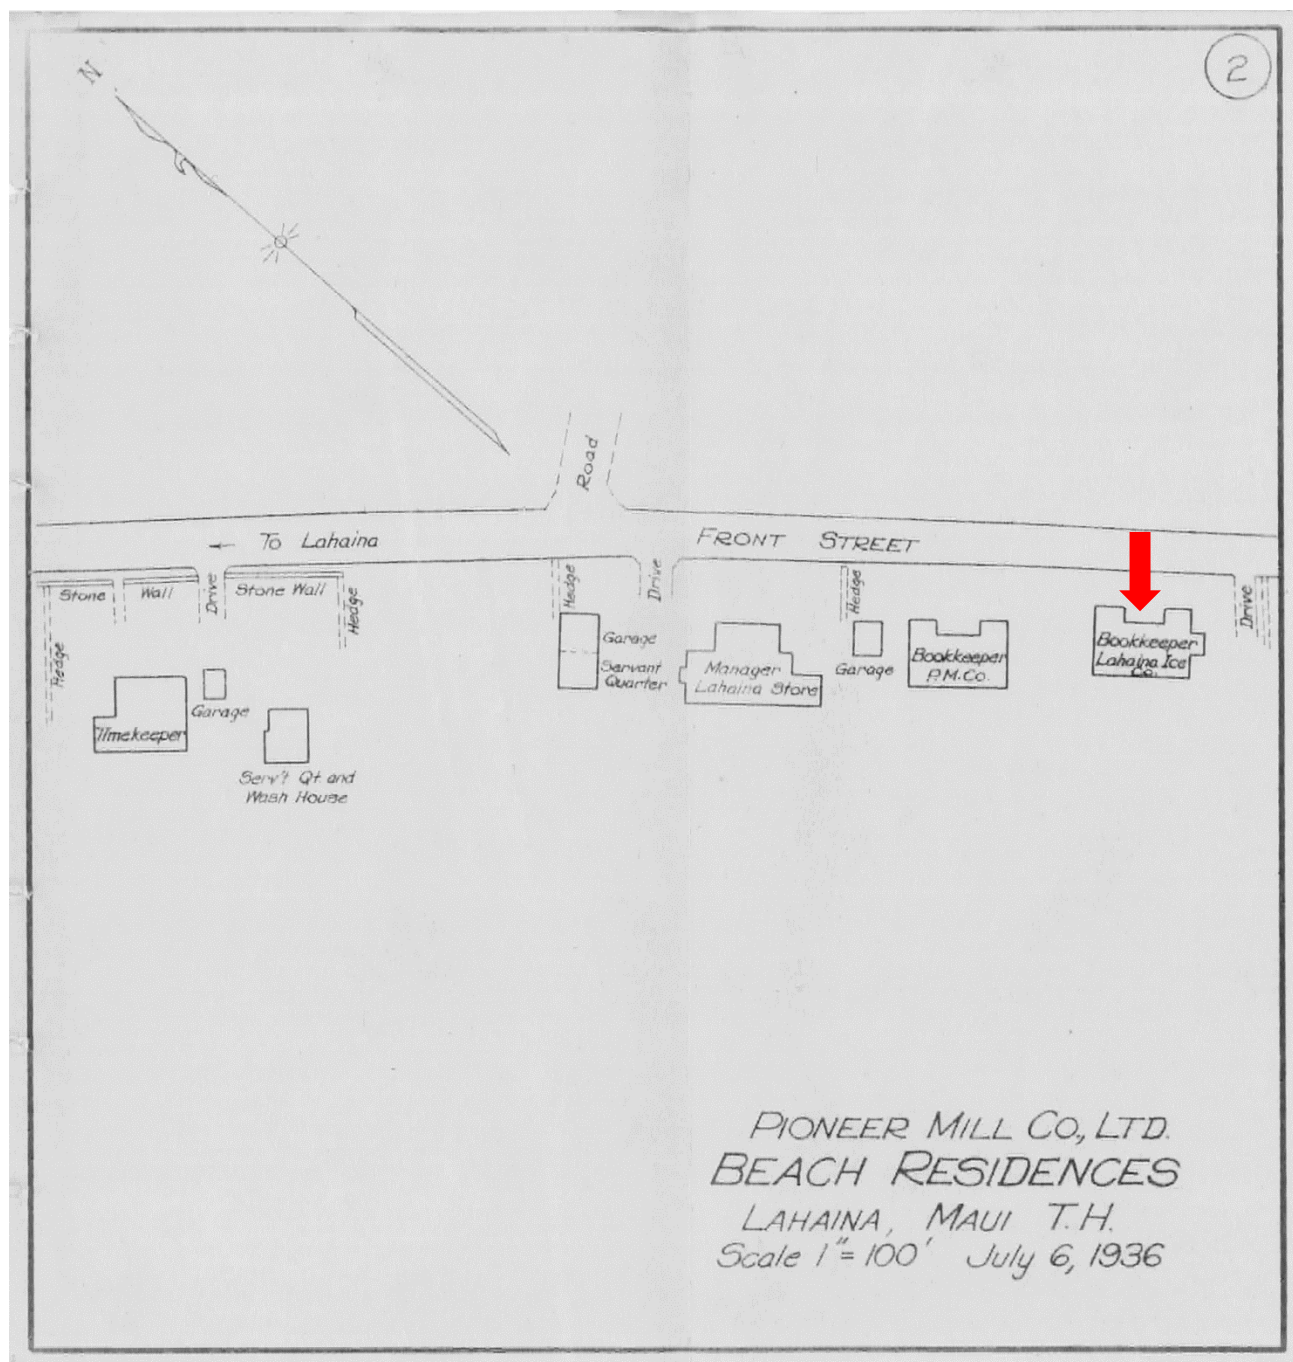 2
N
Road
← To Lahaina
FRONT STREET
Stone Wall
Drive
Stone Wall
Hedge
Hedge
Hedge
Drive
Hedge
Drive
Garage
Servant
Quarter
Manager
Lahaina Store
Garage
Bookkeeper
P.M.Co.
Bookkeeper
Lahaina Ice
Co.
Timekeeper
Garage
Serv't Qt. and
Wash House
PIONEER MILL CO., LTD.
BEACH RESIDENCES
LAHAINA, MAUI T.H.
Scale 1"=100' July 6, 1936